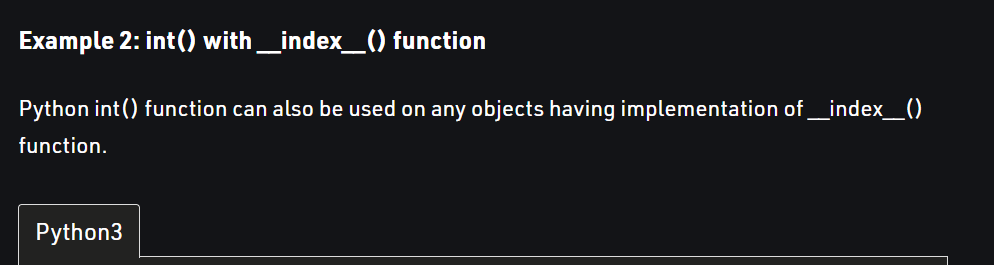 Example 2: int() with __index__() function
Python int() function can also be used on any objects having implementation of __index__()
function.
Python3